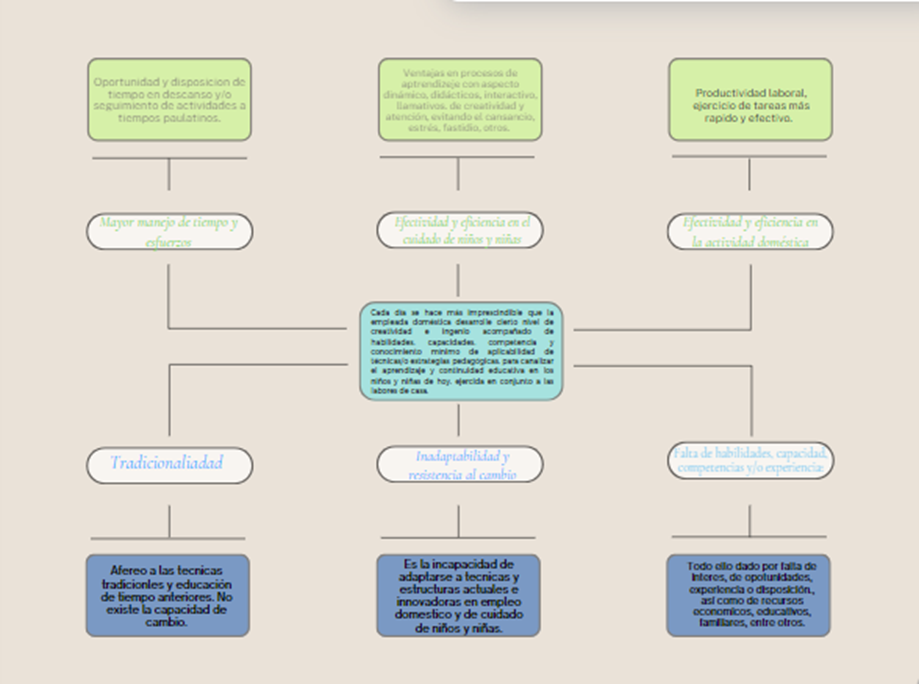 Oportunidad y disposicion de
tiempo en descanso y/o
seguimiento de actividades a
tiempos paulatinos.
Ventajas en procesos de
aprtrendizeje con aspecto
dinámico, didácticos, interactivo,
llamativos. de creatividad y
atención, evitando el cansancio,
estrés, fastidio, otros.
Productividad laboral,
ejercicio de tareas más
rapido y efectivo.
Mayor manejo de tiempo y
esfuerzos
Efectividad y eficiencia en el
cuidado de niños y niñas
Efectividad y eficiencia en
la actividad doméstica
Cada día se hace más imprescindible que la
empleada doméstica desarrolle cierto nivel de
creatividad e ingenio acompañado de
habilidades, capacidades, competencia y
conocimiento mínimo de aplicabilidad de
técnicas/o estrategias pedagógicas, para canalizar
el aprendizaje y continuidad educativa en los
niños y niñas de hoy, ejercida en conjunto a las
labores de casa.
Tradicionaliadad
Inadaptabilidad y
resistencia al cambio
Falta de habilidades, capacidad,
competencias y/o experiencia:
Afereo a las tecnicas
tradicionles y educación
de tiempo anteriores. No
existe la capacidad de
cambio.
Es la incapacidad de
adaptarse a tecnicas y
estructuras actuales e
innovadoras en empleo
domestico y de cuidado
de niños y niñas.
Todo ello dado por falta de
interes, de opotunidades,
experiencia o disposición.,
así como de recursos
economicos, educativos,
familiares, entre otros.